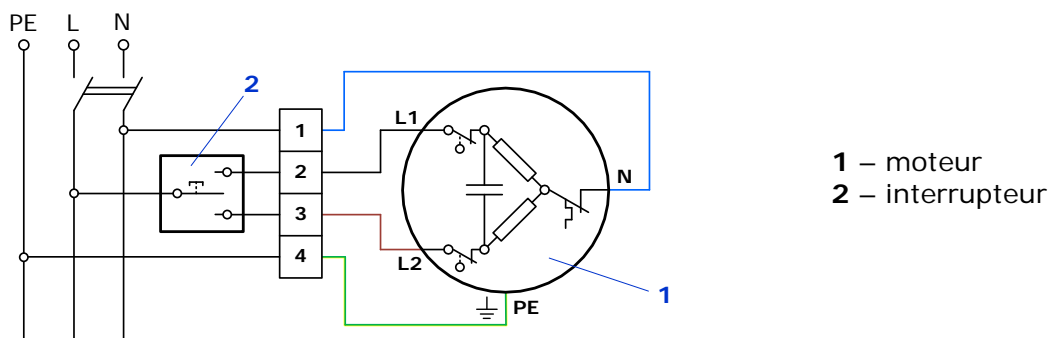 PE L N
2
1
2
3
4
L1
N
L2
PE
1
1 – moteur
2 – interrupteur